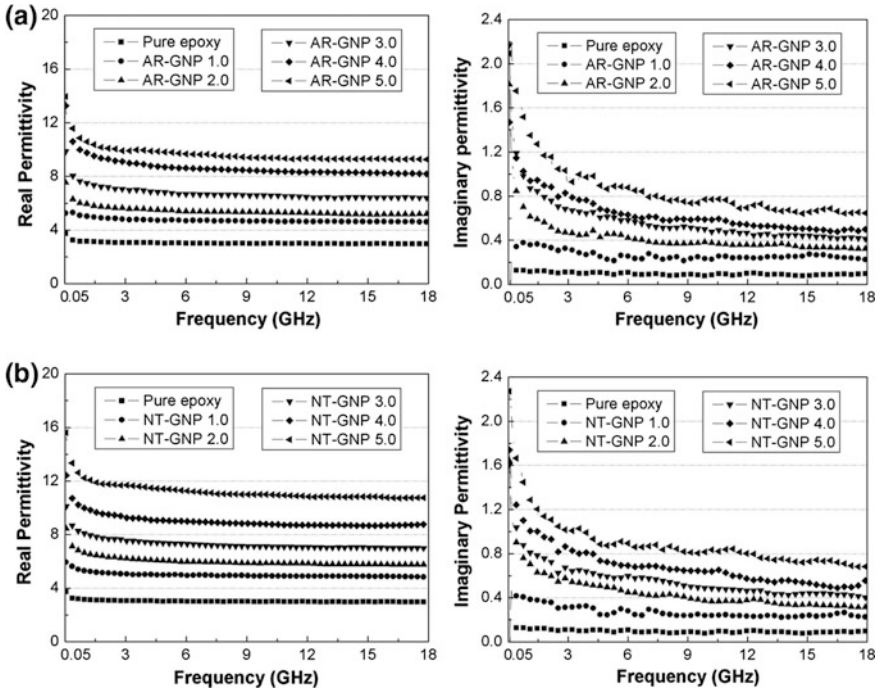 (a)
20
16
12
8
4
0
Real Permittivity
Pure epoxy
AR-GNP 1.0
AR-GNP 2.0
AR-GNP 3.0
AR-GNP 4.0
AR-GNP 5.0
0.05 3 6 9 12 15 18
Frequency (GHz)
2.4
2.0
1.6
1.2
0.8
0.4
0.0
Imaginary permittivity
Pure epoxy
AR-GNP 1.0
AR-GNP 2.0
AR-GNP 3.0
AR-GNP 4.0
AR-GNP 5.0
0.05 3 6 9 12 15 18
Frequency (GHz)
(b)
20
16
12
8
4
0
Real Permittivity
Pure epoxy
NT-GNP 1.0
NT-GNP 2.0
NT-GNP 3.0
NT-GNP 4.0
NT-GNP 5.0
0.05 3 6 9 12 15 18
Frequency (GHz)
2.4
2.0
1.6
1.2
0.8
0.4
0.0
Imaginary Permittivity
Pure epoxy
NT-GNP 1.0
NT-GNP 2.0
NT-GNP 3.0
NT-GNP 4.0
NT-GNP 5.0
0.05 3 6 9 12 15 18
Frequency (GHz)